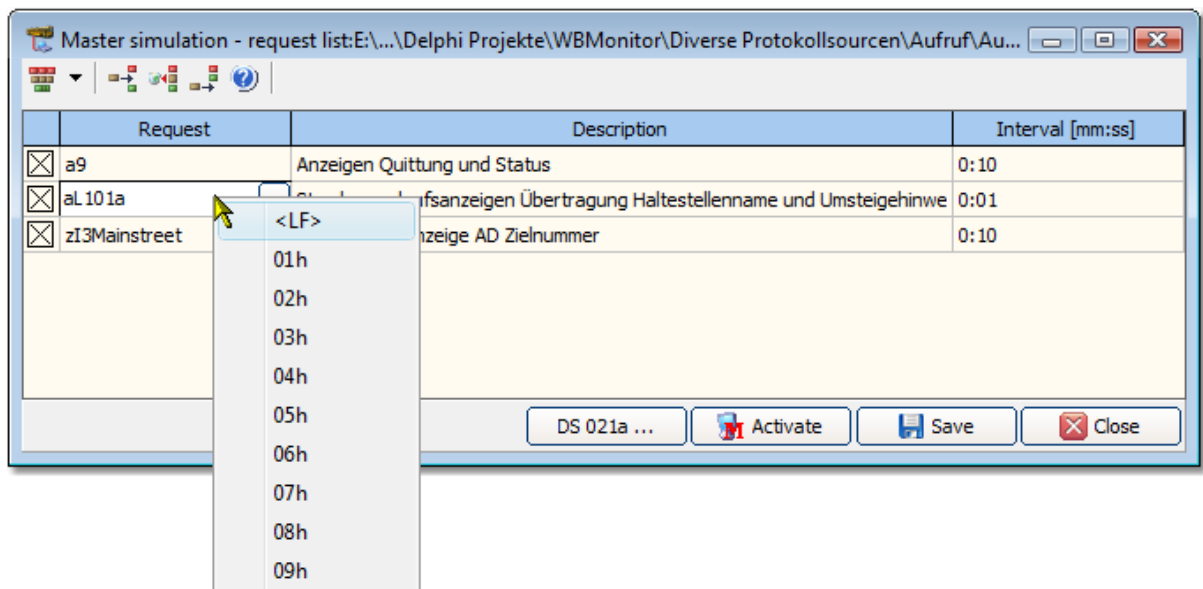 Master simulation - request list:E:\...\Delphi Projekte\WBMonitor\Diverse Protokollsourcen\Aufruf\Au...
Request Description Interval [mm:ss]
a9 Anzeigen Quittung und Status 0:10
aL101a fsanzeigen Übertragung Haltestellenname und Umsteigehinwe 0:01
zI3Mainstreet nzeige AD Zielnummer 0:10
<LF>
01h
02h
03h
04h
05h
06h
07h
08h
09h
DS 021a ... Activate Save Close